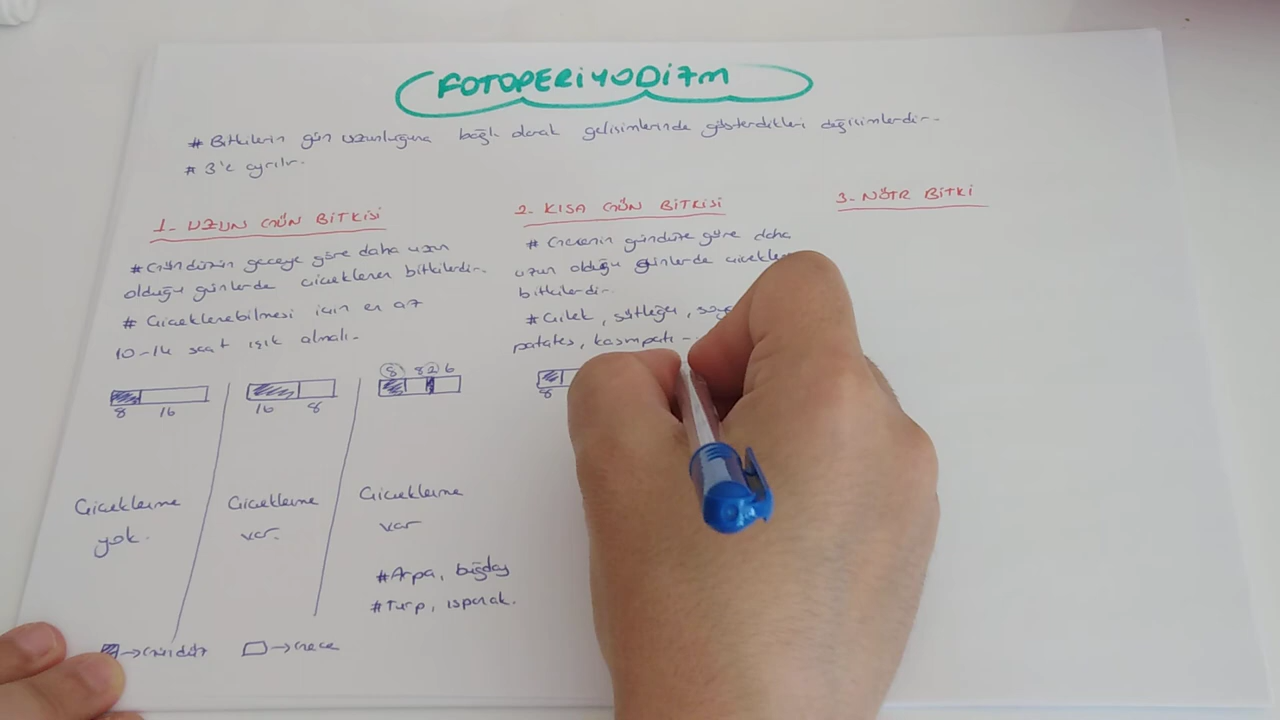 FOTOPERİYODİZM
# Bitkilerin gün uzunluğuna bağlı olarak gelişimlerinde gösterdikleri değişimlerdir.
# 3'e ayrılır.
1- UZUN GÜN BİTKİSİ
# Gündüzün geceye göre daha uzun
olduğu günlerde çiçeklenen bitkilerdir.
# Çiçeklenebilmesi için en az
10-14 saat ışık almalı.
8 16
16 8
8 8 2 6
Çiçeklenme
yok.
Çiçeklenme
var.
Çiçeklenme
var
# Arpa, buğday
# Turp, ıspanak.
→ Gündüz
→ Gece
2- KISA GÜN BİTKİSİ
# Gecenin gündüze göre daha
uzun olduğu günlerde
bitkilerdir.
# Çilek, sütleğen,
patates, kasımpatı
8
3- NÖTR BİTKİ